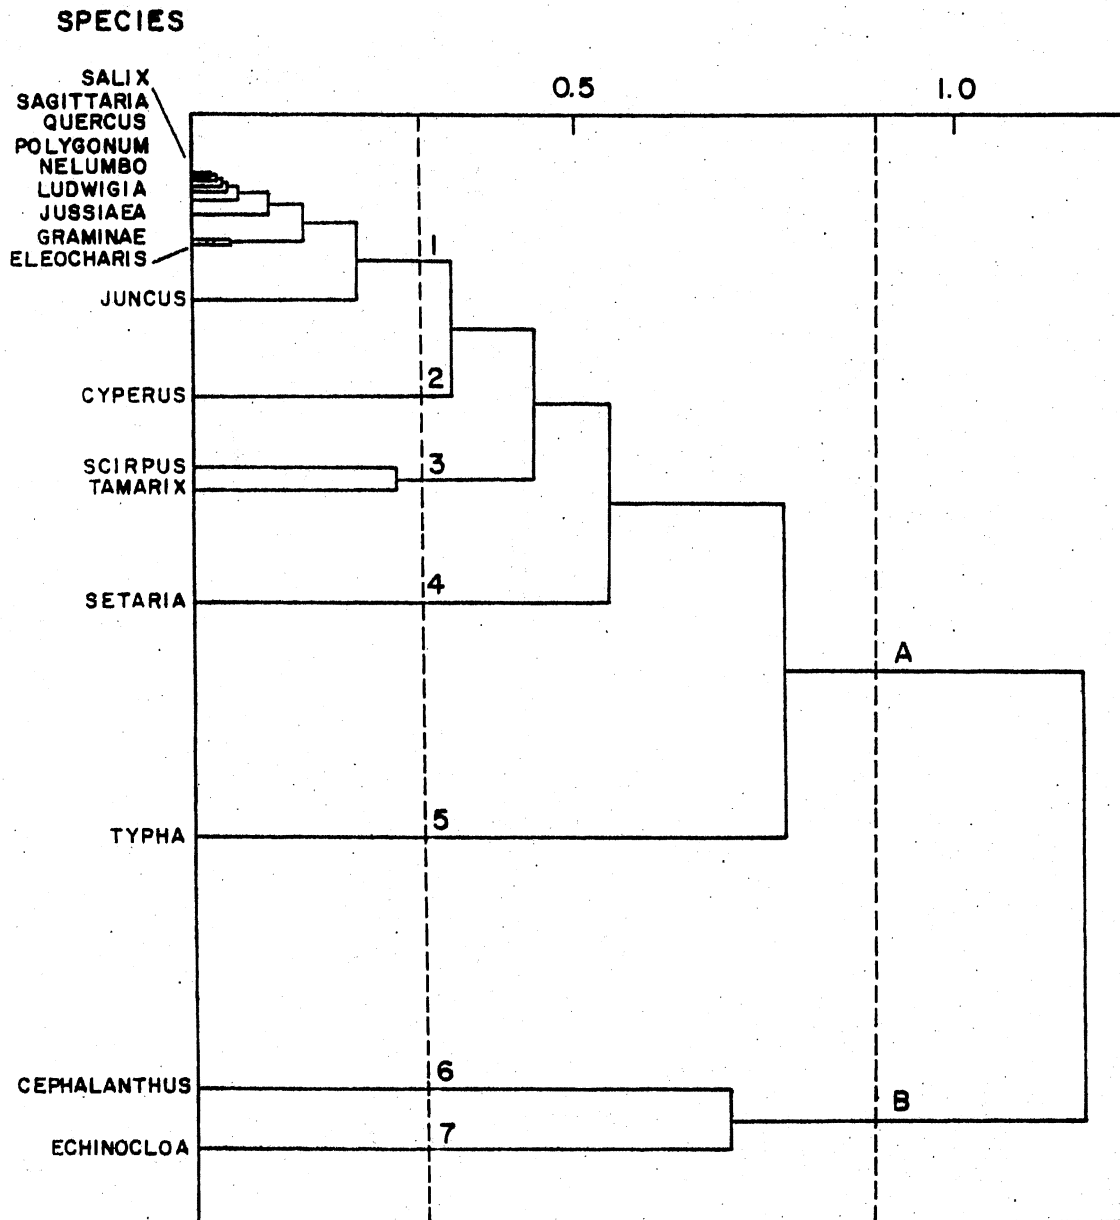 SPECIES
0.5
1.0
SALIX
SAGITTARIA
QUERCUS
POLYGONUM
NELUMBO
LUDWIGIA
JUSSIAEA
GRAMINAE
ELEOCHARIS
1
JUNCUS
2
CYPERUS
3
SCIRPUS
TAMARIX
4
SETARIA
A
5
TYPHA
6
CEPHALANTHUS
B
7
ECHINOCLOA